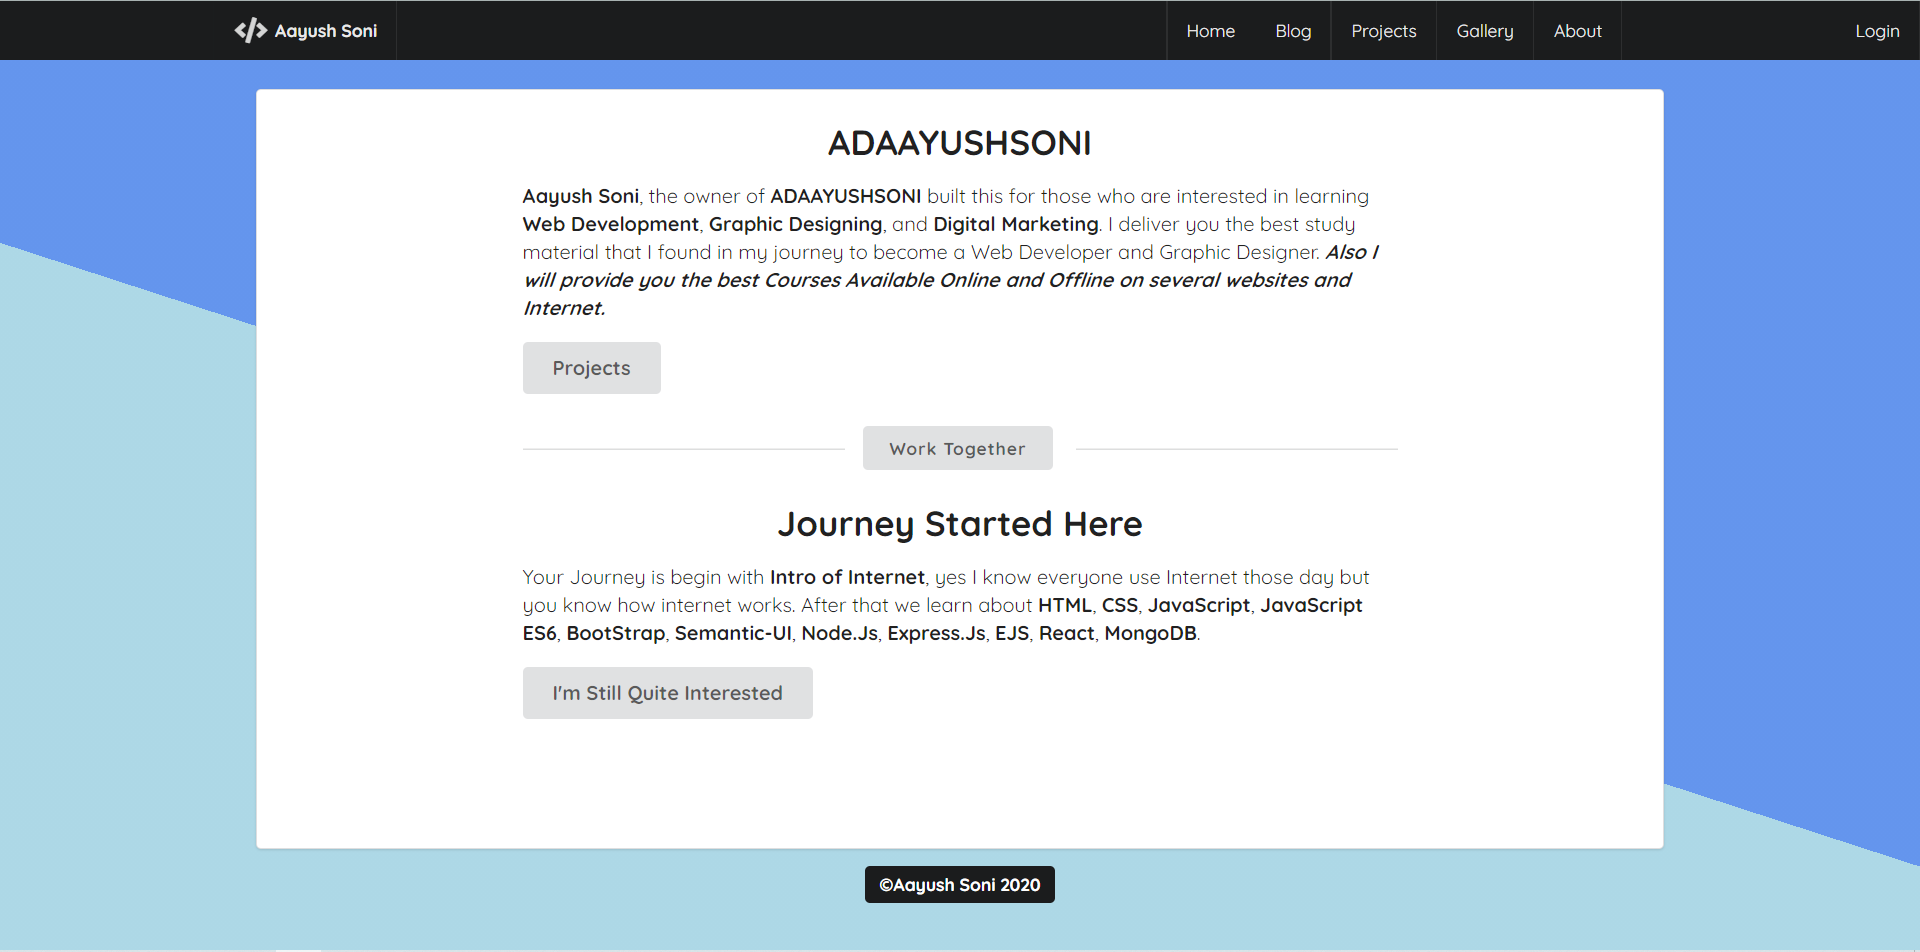 Aayush Soni
Home Blog Projects Gallery About Login
ADAAYUSHSONI
Aayush Soni, the owner of ADAAYUSHSONI built this for those who are interested in learning
Web Development, Graphic Designing, and Digital Marketing. I deliver you the best study
material that I found in my journey to become a Web Developer and Graphic Designer. Also I
will provide you the best Courses Available Online and Offline on several websites and
Internet.
Projects
Work Together
Journey Started Here
Your Journey is begin with Intro of Internet, yes I know everyone use Internet those day but
you know how internet works. After that we learn about HTML, CSS, JavaScript, JavaScript
ES6, BootStrap, Semantic-UI, Node.Js, Express.Js, EJS, React, MongoDB.
I'm Still Quite Interested
©Aayush Soni 2020